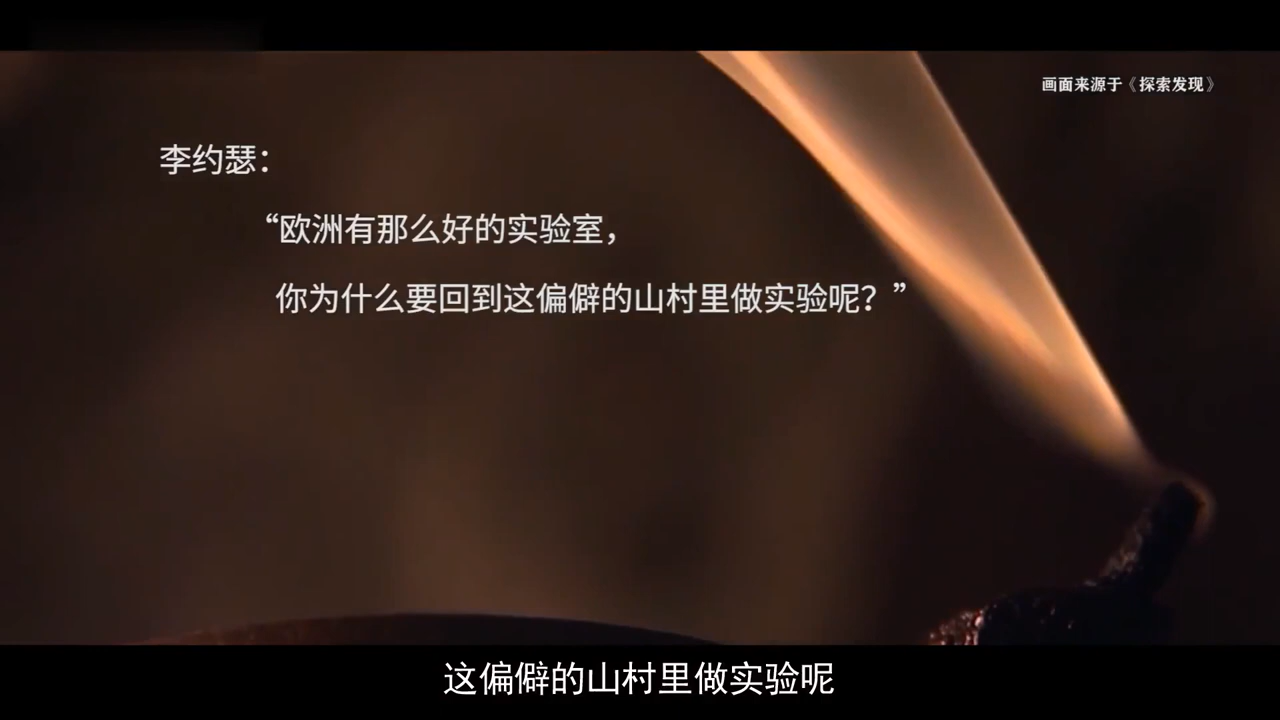 画面来源于《探索发现》
李约瑟：
“欧洲有那么好的实验室，
你为什么要回到这偏僻的山村里做实验呢？”
这偏僻的山村里做实验呢